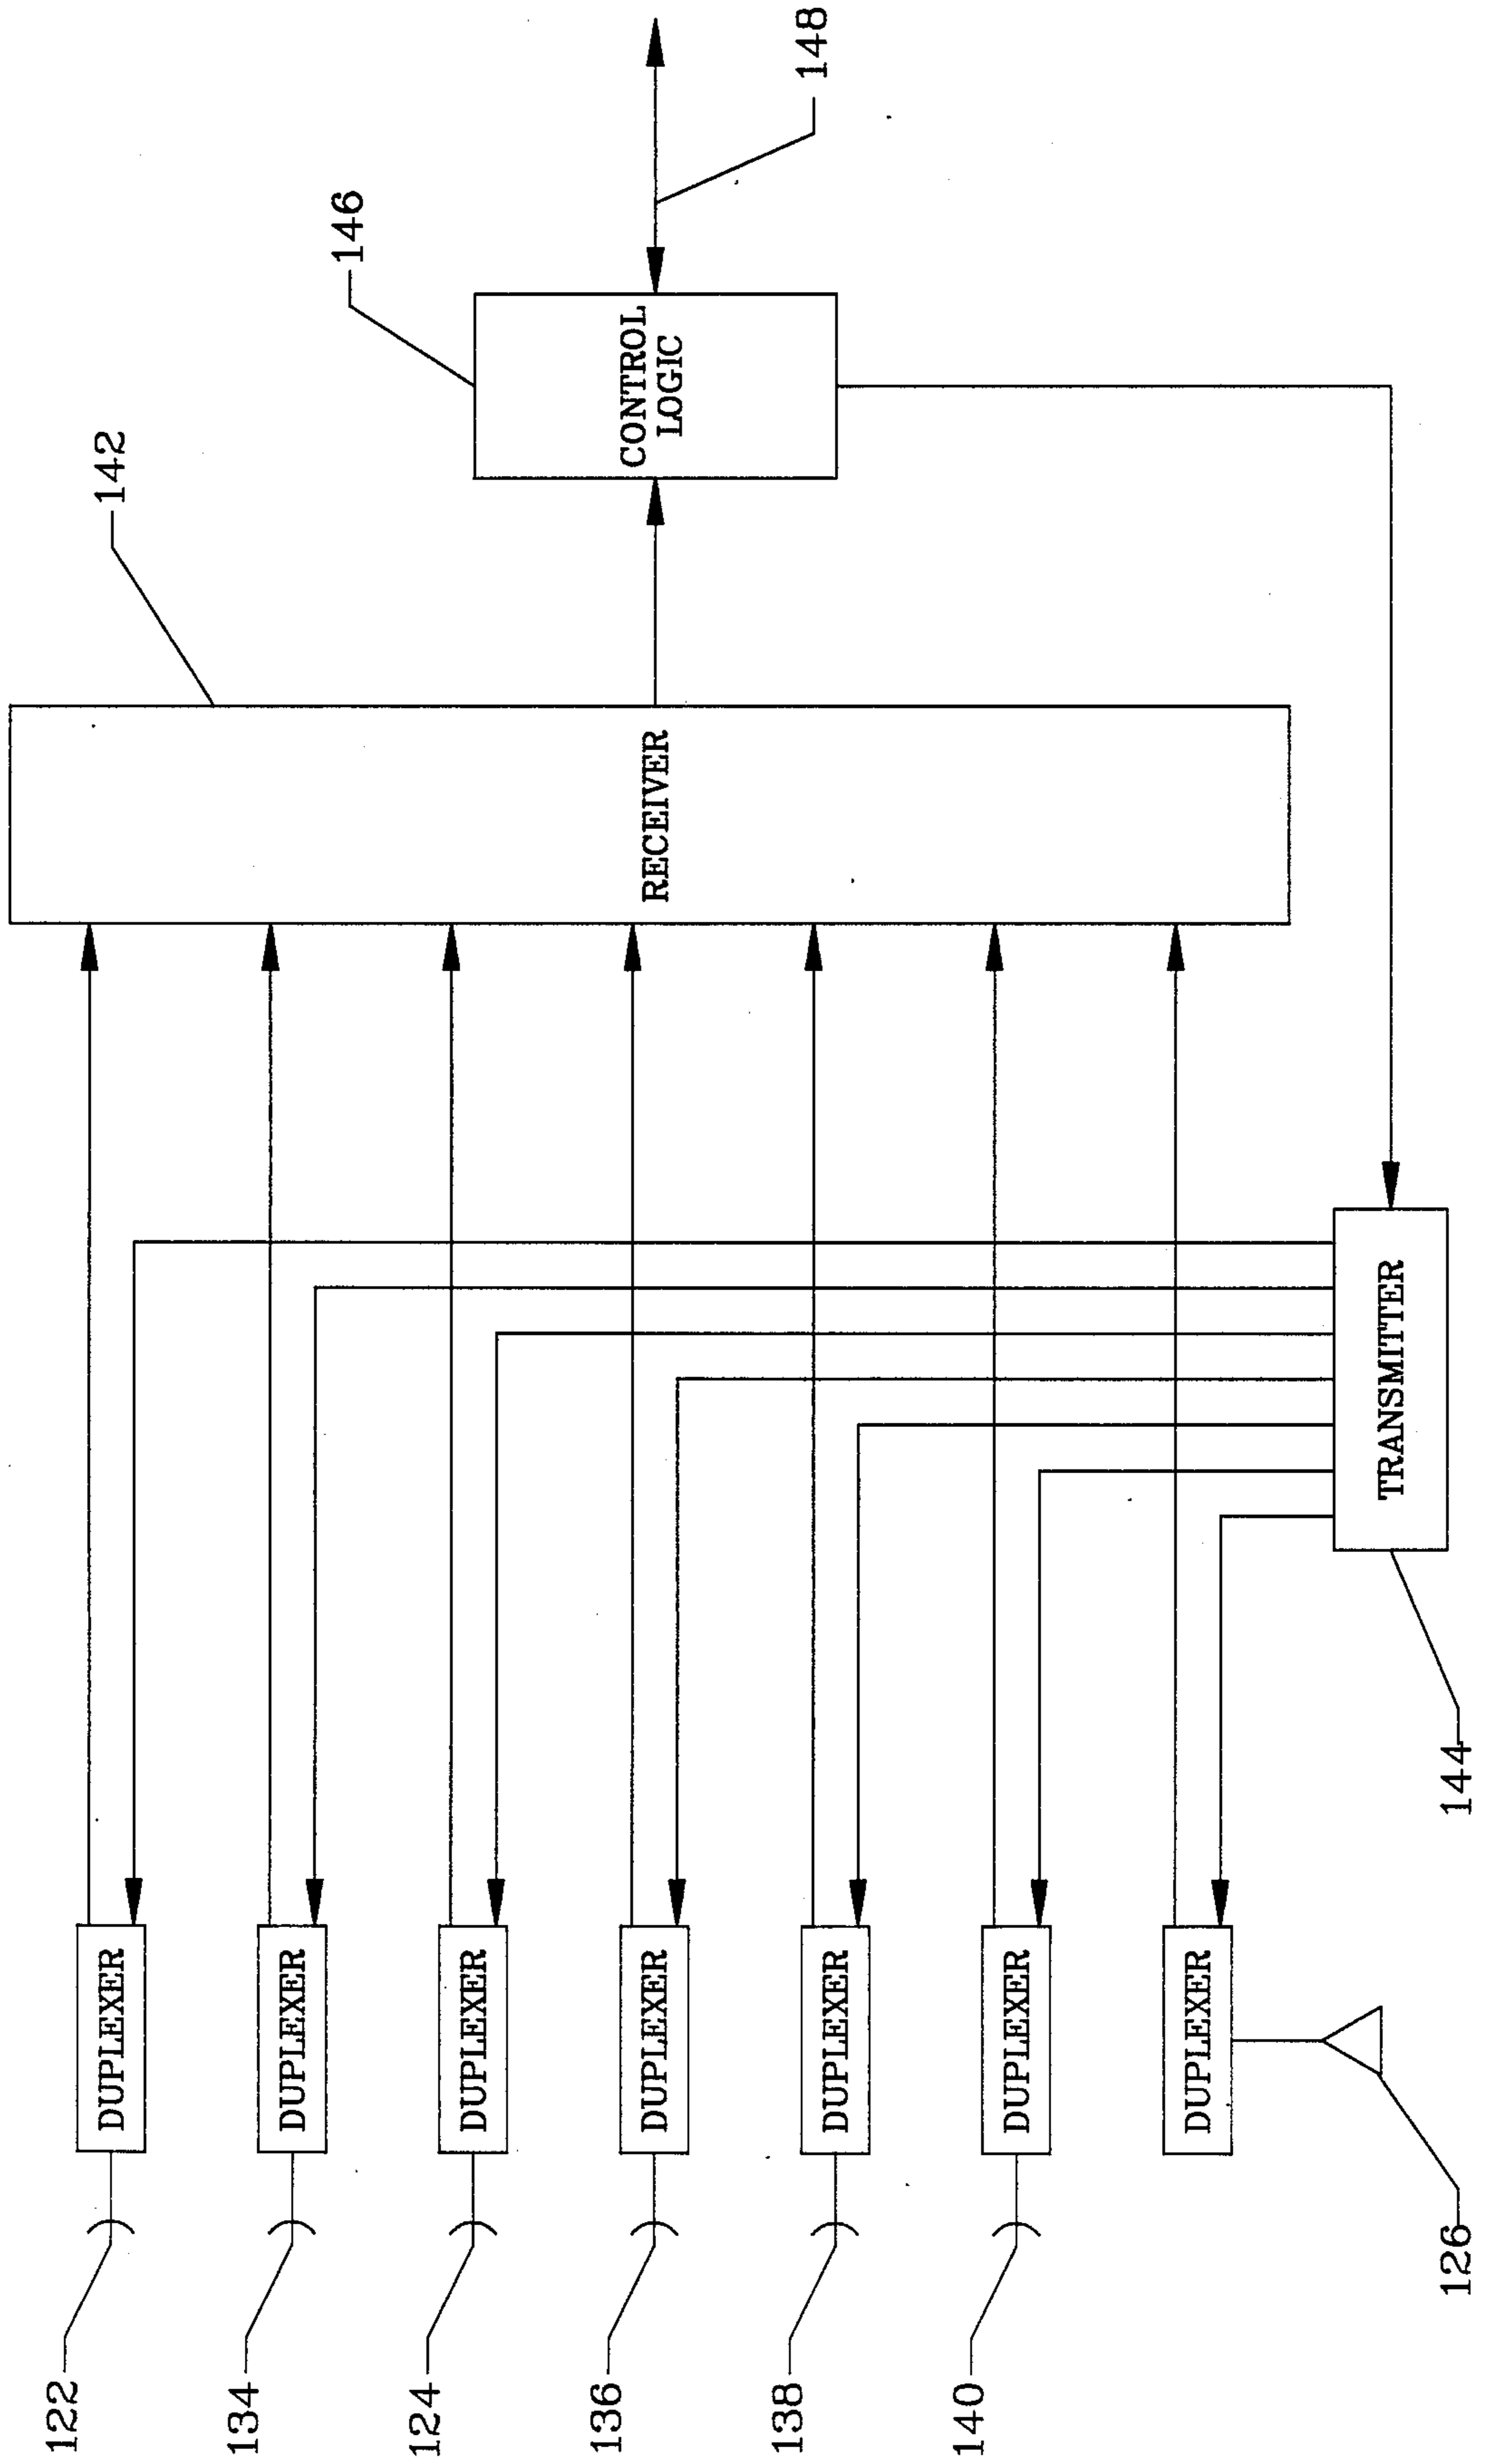 122
134
124
136
138
140
126
DUPLEXER
DUPLEXER
DUPLEXER
DUPLEXER
DUPLEXER
DUPLEXER
DUPLEXER
144
TRANSMITTER
RECEIVER
142
CONTROL
LOGIC
146
148